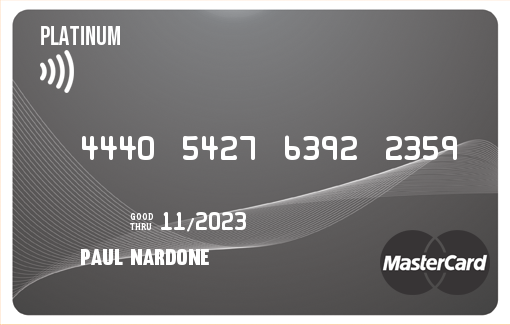 PLATINUM
4440 5427 6392 2359
GOOD THRU 11/2023
PAUL NARDONE
MasterCard